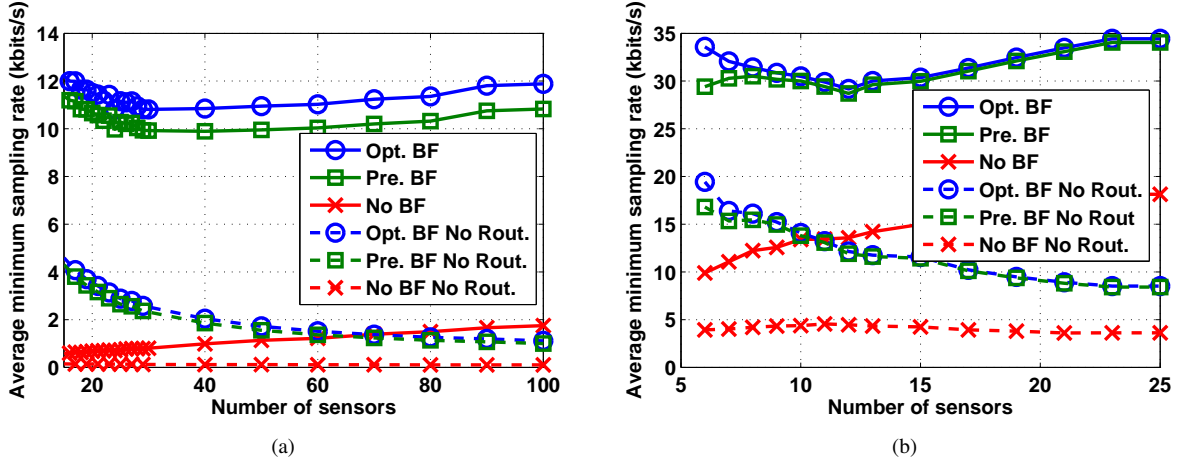 Average minimum sampling rate (kbits/s)
14
12
10
8
6
4
2
0
20
40
60
80
100
Number of sensors
Opt. BF
Pre. BF
No BF
Opt. BF No Rout.
Pre. BF No Rout.
No BF No Rout.
(a)
Average minimum sampling rate (kbits/s)
35
30
25
20
15
10
5
0
5
10
15
20
25
Number of sensors
Opt. BF
Pre. BF
No BF
Opt. BF No Rout.
Pre. BF No Rout
No BF No Rout.
(b)